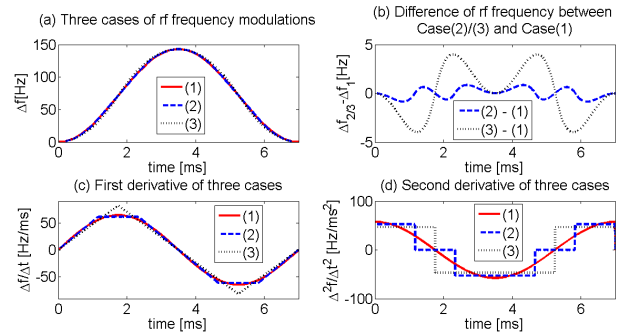 (a) Three cases of rf frequency modulations
150
100
50
0
Δf[Hz]
(1)
(2)
(3)
0 2 4 6
time [ms]
(b) Difference of rf frequency between
Case(2)/(3) and Case(1)
5
0
-5
Δf2/3-Δf1[Hz]
(2) - (1)
(3) - (1)
0 2 4 6
time [ms]
(c) First derivative of three cases
50
0
-50
Δf/Δt [Hz/ms]
(1)
(2)
(3)
0 2 4 6
time [ms]
(d) Second derivative of three cases
100
0
-100
Δ²f/Δt² [Hz/ms²]
(1)
(2)
(3)
0 2 4 6
time [ms]